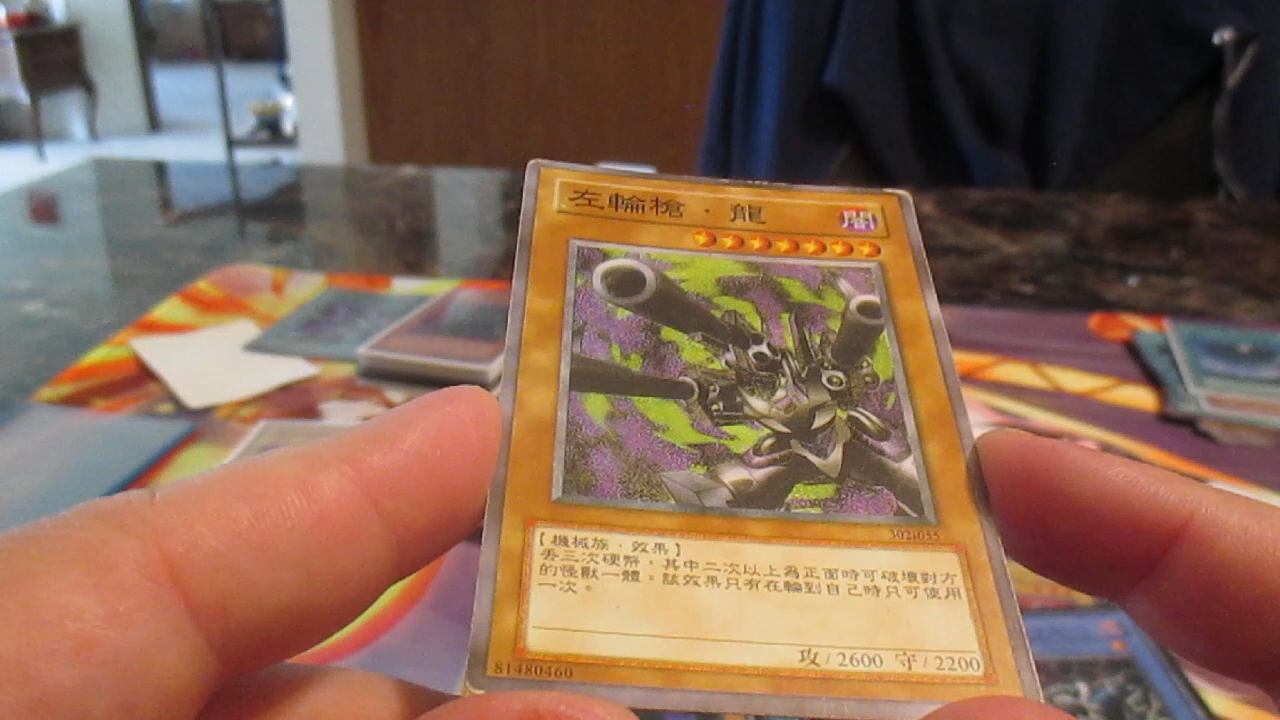 左輪槍·龍
闇
302-055
【機械族·效果】
丟三次硬幣，其中二次以上為正面時可破壞對方
的怪獸一體。該效果只有在輪到自己時只可使用
一次。
攻/2600 守/2200
81480460